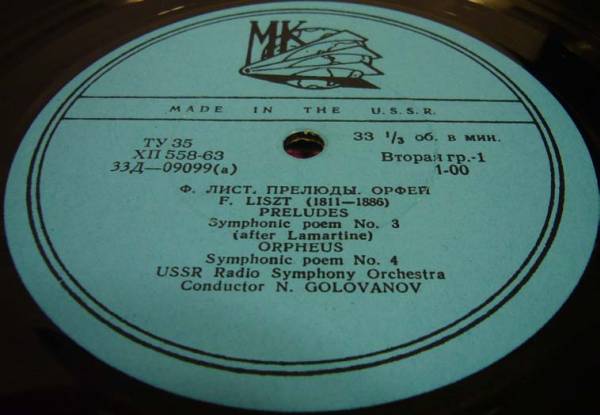 МК
MADE IN THE U.S.S.R.
ТУ 35
ХП 558-63
33Д—09099(а)
33 1/3 об. в мин.
Вторая гр.-1
1-00
Ф. ЛИСТ. ПРЕЛЮДЫ. ОРФЕЙ
F. LISZT (1811—1886)
PRELUDES
Symphonic poem No. 3
(after Lamartine)
ORPHEUS
Symphonic poem No. 4
USSR Radio Symphony Orchestra
Conductor N. GOLOVANOV